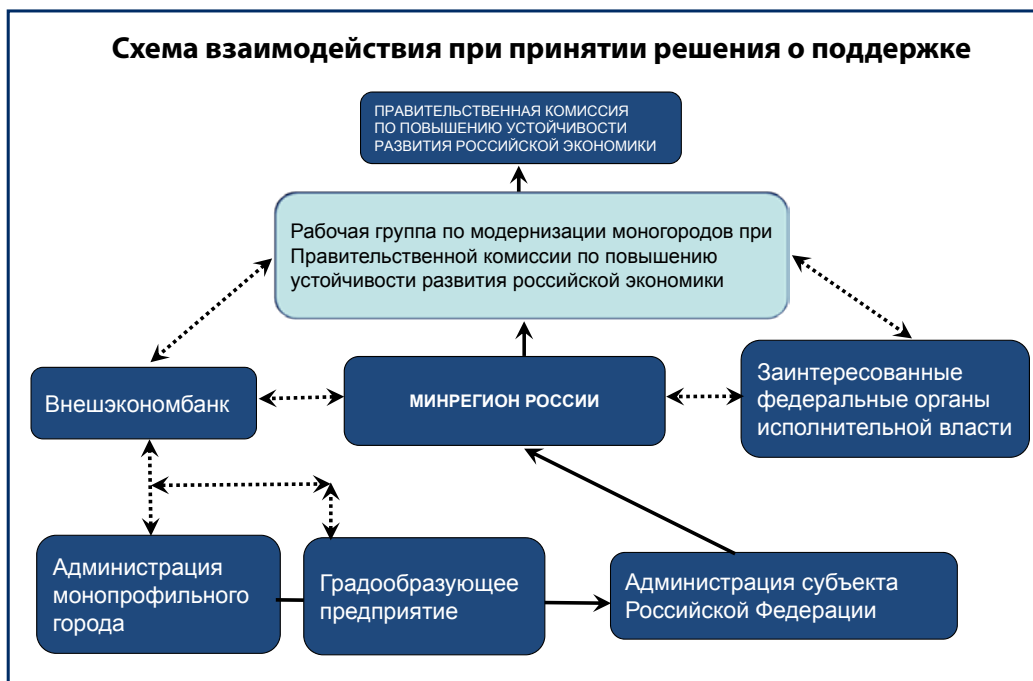 Схема взаимодействия при принятии решения о поддержке
ПРАВИТЕЛЬСТВЕННАЯ КОМИССИЯ
ПО ПОВЫШЕНИЮ УСТОЙЧИВОСТИ
РАЗВИТИЯ РОССИЙСКОЙ ЭКОНОМИКИ
Рабочая группа по модернизации моногородов при
Правительственной комиссии по повышению
устойчивости развития российской экономики
Внешэкономбанк
МИНРЕГИОН РОССИИ
Заинтересованные
федеральные органы
исполнительной власти
Администрация
монопрофильного
города
Градообразующее
предприятие
Администрация субъекта
Российской Федерации